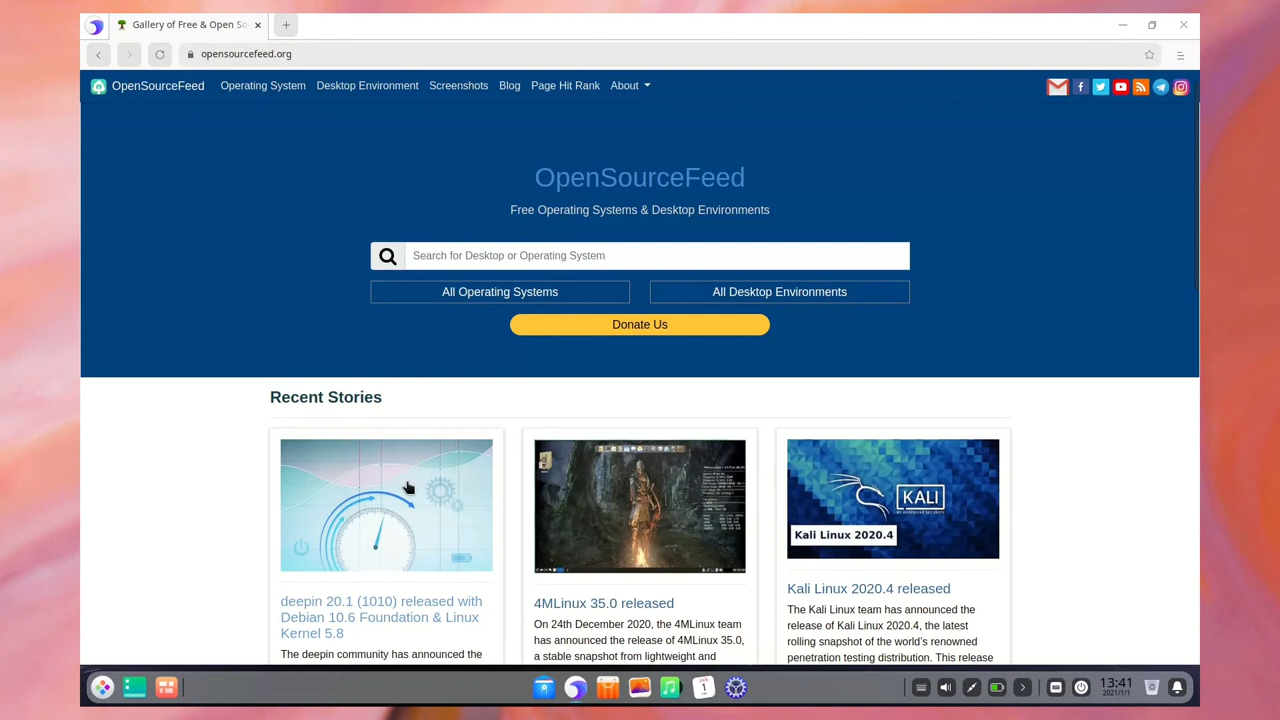 Gallery of Free & Open So
opensourcefeed.org
OpenSourceFeed Operating System Desktop Environment Screenshots Blog Page Hit Rank About
OpenSourceFeed
Free Operating Systems & Desktop Environments
Search for Desktop or Operating System
All Operating Systems All Desktop Environments
Donate Us
Recent Stories
deepin 20.1 (1010) released with
Debian 10.6 Foundation & Linux
Kernel 5.8
The deepin community has announced the
4MLinux 35.0 released
On 24th December 2020, the 4MLinux team
has announced the release of 4MLinux 35.0,
a stable snapshot from lightweight and
KALI
BY OFFENSIVE SECURITY
Kali Linux 2020.4
Kali Linux 2020.4 released
The Kali Linux team has announced the
release of Kali Linux 2020.4, the latest
rolling snapshot of the world's renowned
penetration testing distribution. This release
JAN
1
13:41
2021/1/1